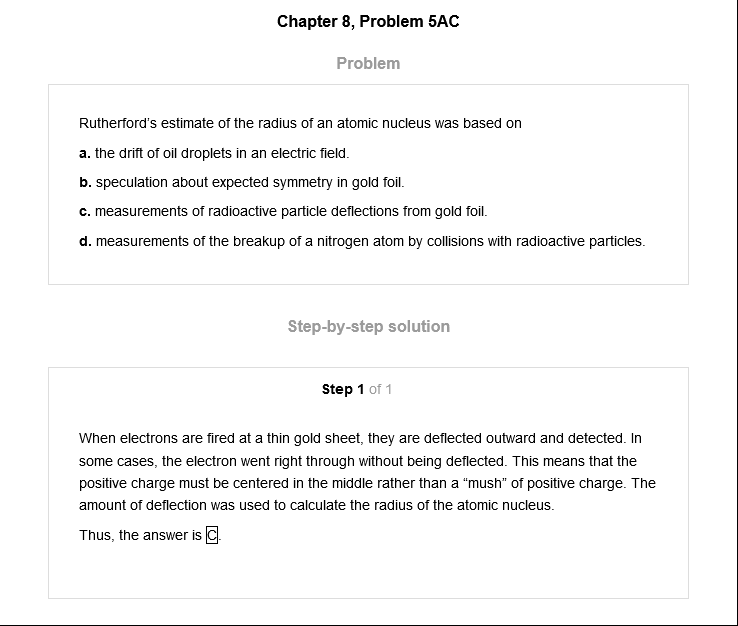 Chapter 8, Problem 5AC
Problem
Rutherford's estimate of the radius of an atomic nucleus was based on
a. the drift of oil droplets in an electric field.
b. speculation about expected symmetry in gold foil.
c. measurements of radioactive particle deflections from gold foil.
d. measurements of the breakup of a nitrogen atom by collisions with radioactive particles.
Step-by-step solution
Step 1 of 1
When electrons are fired at a thin gold sheet, they are deflected outward and detected. In
some cases, the electron went right through without being deflected. This means that the
positive charge must be centered in the middle rather than a “mush” of positive charge. The
amount of deflection was used to calculate the radius of the atomic nucleus.
Thus, the answer is C.